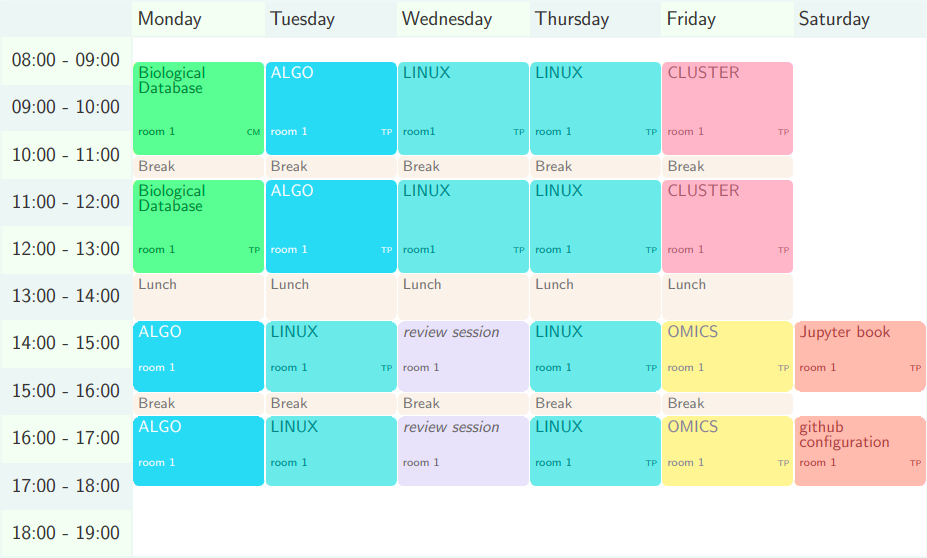 Monday Tuesday Wednesday Thursday Friday Saturday
08:00 - 09:00
Biological ALGO LINUX LINUX CLUSTER
Database
09:00 - 10:00
room 1 CM room 1 TP room1 TP room 1 TP room 1 TP
10:00 - 11:00
Break Break Break Break Break
Biological ALGO LINUX LINUX CLUSTER
11:00 - 12:00
Database
12:00 - 13:00
room 1 TP room 1 TP room1 TP room 1 TP room 1 TP
Lunch Lunch Lunch Lunch Lunch
13:00 - 14:00
ALGO LINUX review session LINUX OMICS Jupyter book
14:00 - 15:00
room 1 room 1 TP room 1 room 1 TP room 1 TP room 1 TP
15:00 - 16:00
Break Break Break Break Break
ALGO LINUX review session LINUX OMICS github
16:00 - 17:00
configuration
room 1 room 1 room 1 room 1 TP room 1 TP room 1 TP
17:00 - 18:00
18:00 - 19:00